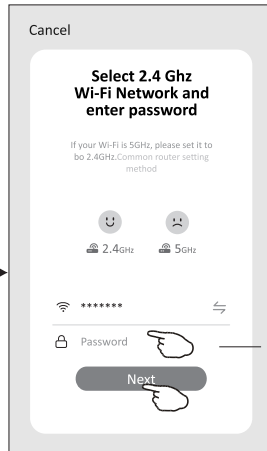 Cancel
Select 2.4 Ghz
Wi-Fi Network and
enter password
If your Wi-Fi is 5GHz, please set it to
bo 2.4GHz.Common router setting
method
2.4GHz 5GHz
*******
Password
Next